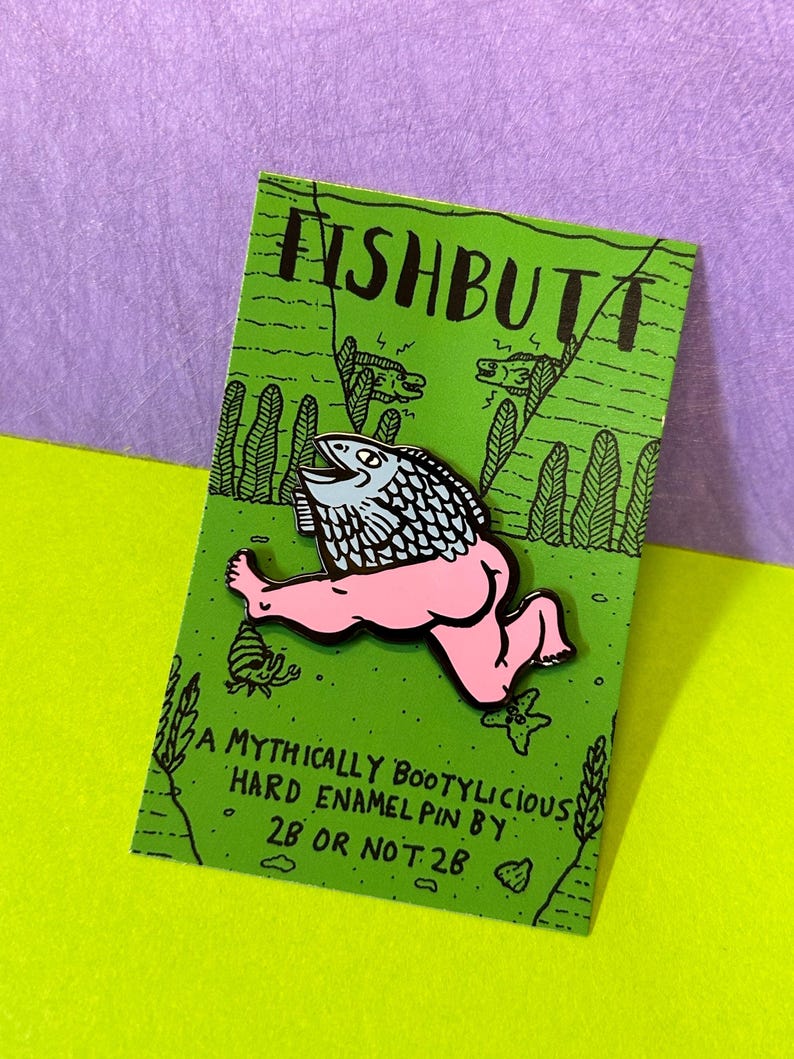 FISHBUTT
A MYTHICALLY BOOTYLICIOUS
HARD ENAMEL PIN BY
2B OR NOT 2B